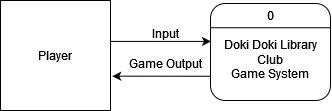 0
Player
Input
Game Output
Doki Doki Library
Club
Game System